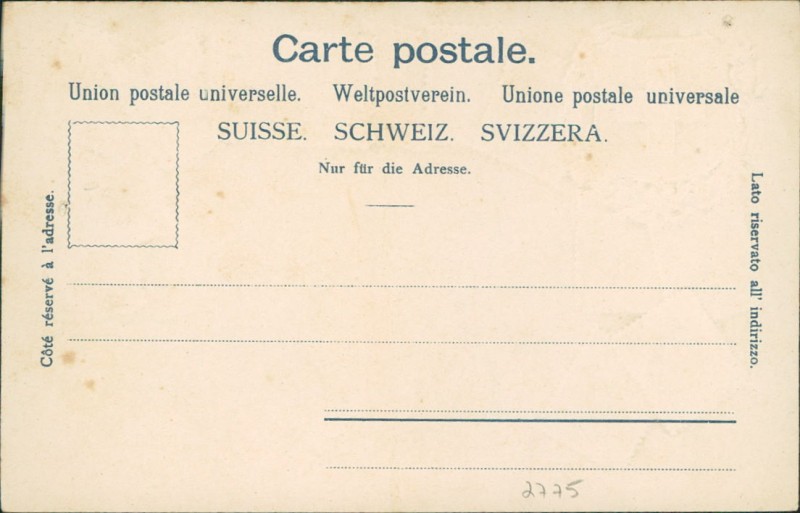 Carte postale.
Union postale universelle. Weltpostverein. Unione postale universale
SUISSE. SCHWEIZ. SVIZZERA.
Nur für die Adresse.
Côté réservé à l'adresse.
Lato riservato all' indirizzo.
2775